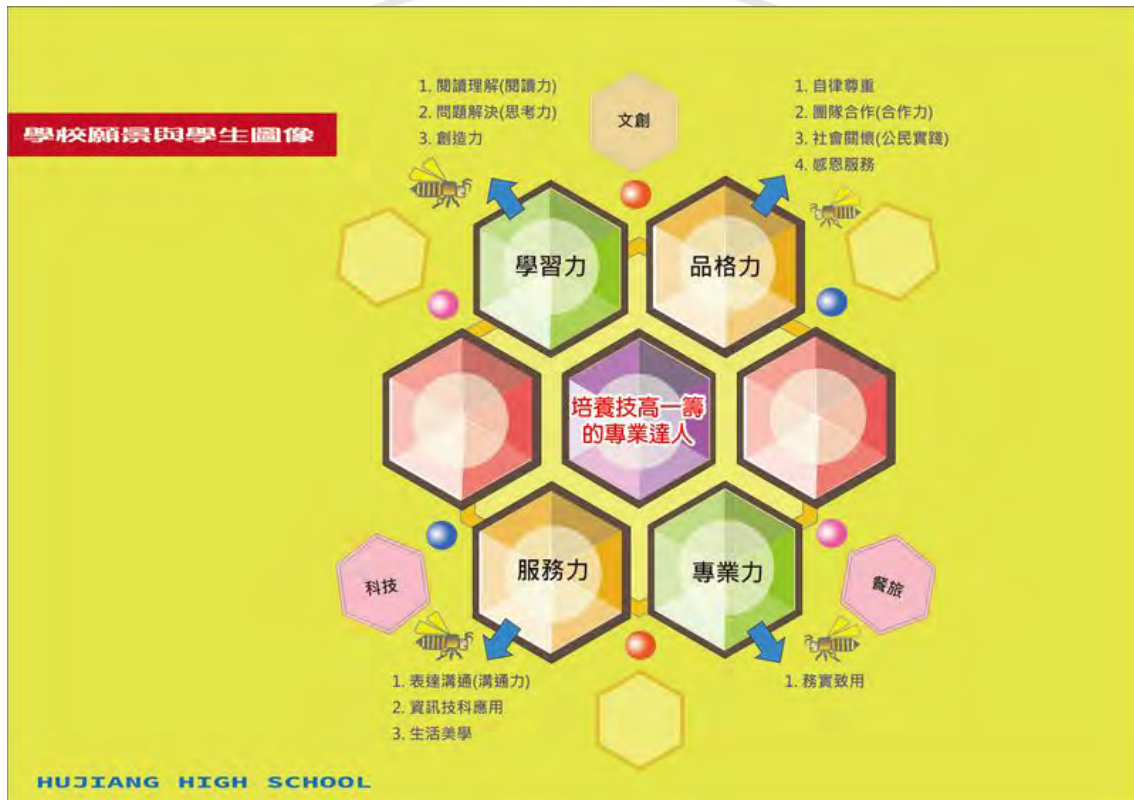 學校願景與學生圖像
1. 閱讀理解(閱讀力)
2. 問題解決(思考力)
3. 創造力
文創
1. 自律尊重
2. 團隊合作(合作力)
3. 社會關懷(公民實踐)
4. 感恩服務
學習力
品格力
培養技高一籌
的專業達人
服務力
專業力
科技
餐旅
1. 表達溝通(溝通力)
2. 資訊技科應用
3. 生活美學
1. 務實致用
HUJIANG HIGH SCHOOL